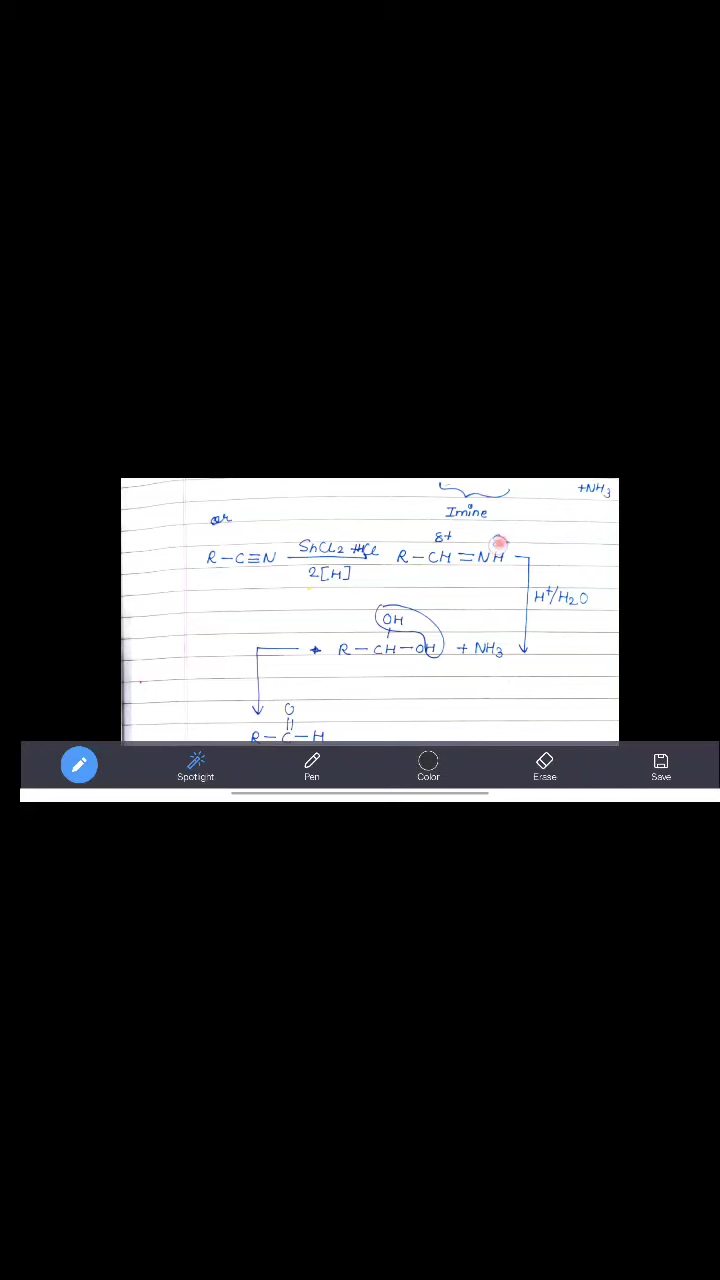 +NH3
Imine
or
δ+
R-C≡N SnCl2 +HCl R-CH=NH
2[H]
H+/H2O
OH
R-CH-OH +NH3
O
R-C-H
Spotlight Pen Color Erase Save